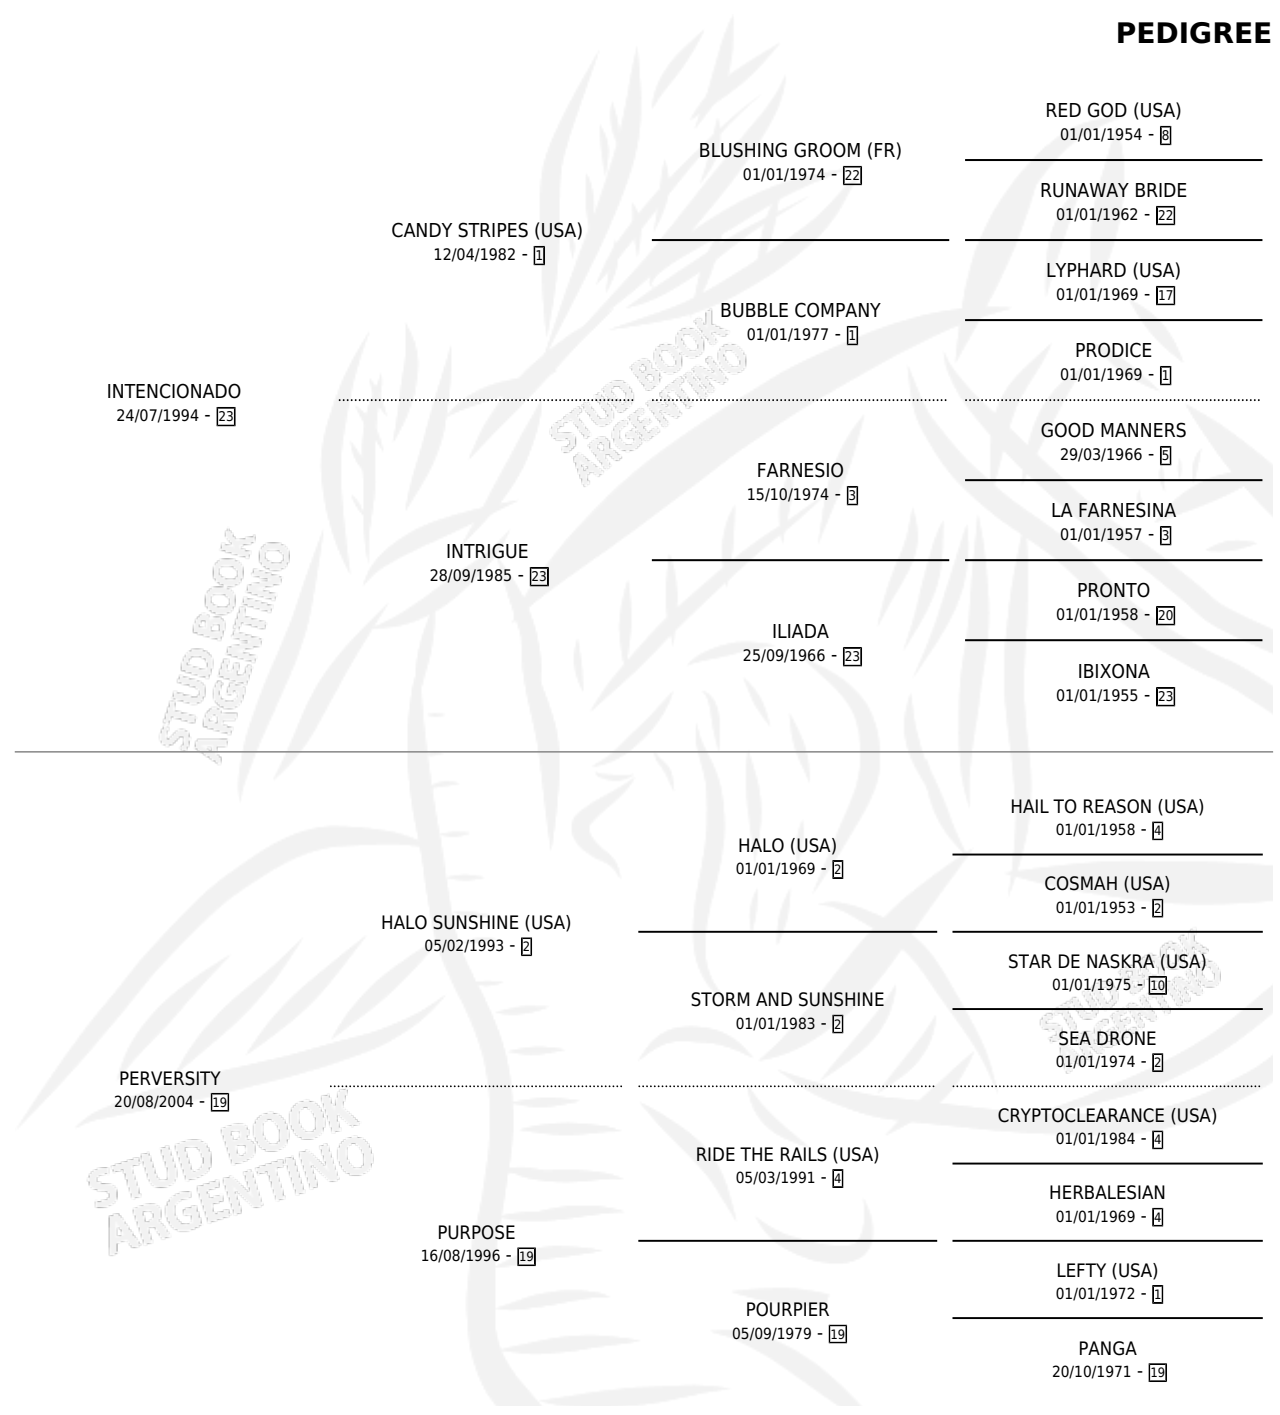 PEDIGREE
RED GOD (USA)
01/01/1954 - 8
BLUSHING GROOM (FR)
01/01/1974 - 22
RUNAWAY BRIDE
01/01/1962 - 22
CANDY STRIPES (USA)
12/04/1982 - 1
LYPHARD (USA)
01/01/1969 - 17
BUBBLE COMPANY
01/01/1977 - 1
PRODICE
01/01/1969 - 1
INTENCIONADO
24/07/1994 - 23
GOOD MANNERS
29/03/1966 - 5
FARNESIO
15/10/1974 - 3
LA FARNESINA
01/01/1957 - 3
INTRIGUE
28/09/1985 - 23
PRONTO
01/01/1958 - 20
ILIADA
25/09/1966 - 23
IBIXONA
01/01/1955 - 23
HAIL TO REASON (USA)
01/01/1958 - 4
HALO (USA)
01/01/1969 - 2
COSMAH (USA)
01/01/1953 - 2
HALO SUNSHINE (USA)
05/02/1993 - 2
STAR DE NASKRA (USA)
01/01/1975 - 10
STORM AND SUNSHINE
01/01/1983 - 2
SEA DRONE
01/01/1974 - 2
PERVERSITY
20/08/2004 - 19
CRYPTOCLEARANCE (USA)
01/01/1984 - 4
RIDE THE RAILS (USA)
05/03/1991 - 4
HERBALESIAN
01/01/1969 - 4
PURPOSE
16/08/1996 - 19
LEFTY (USA)
01/01/1972 - 1
POURPIER
05/09/1979 - 19
PANGA
20/10/1971 - 19
STUD BOOK
ARGENTINO
STUD BOOK
ARGENTINO
STUD BOOK
ARGENTINO
STUD BOOK
ARGENTINO